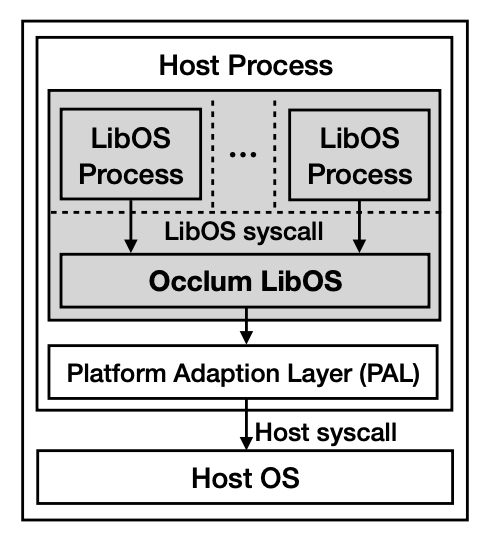 Host Process
LibOS
Process
...
LibOS
Process
LibOS syscall
Occlum LibOS
Platform Adaption Layer (PAL)
Host syscall
Host OS